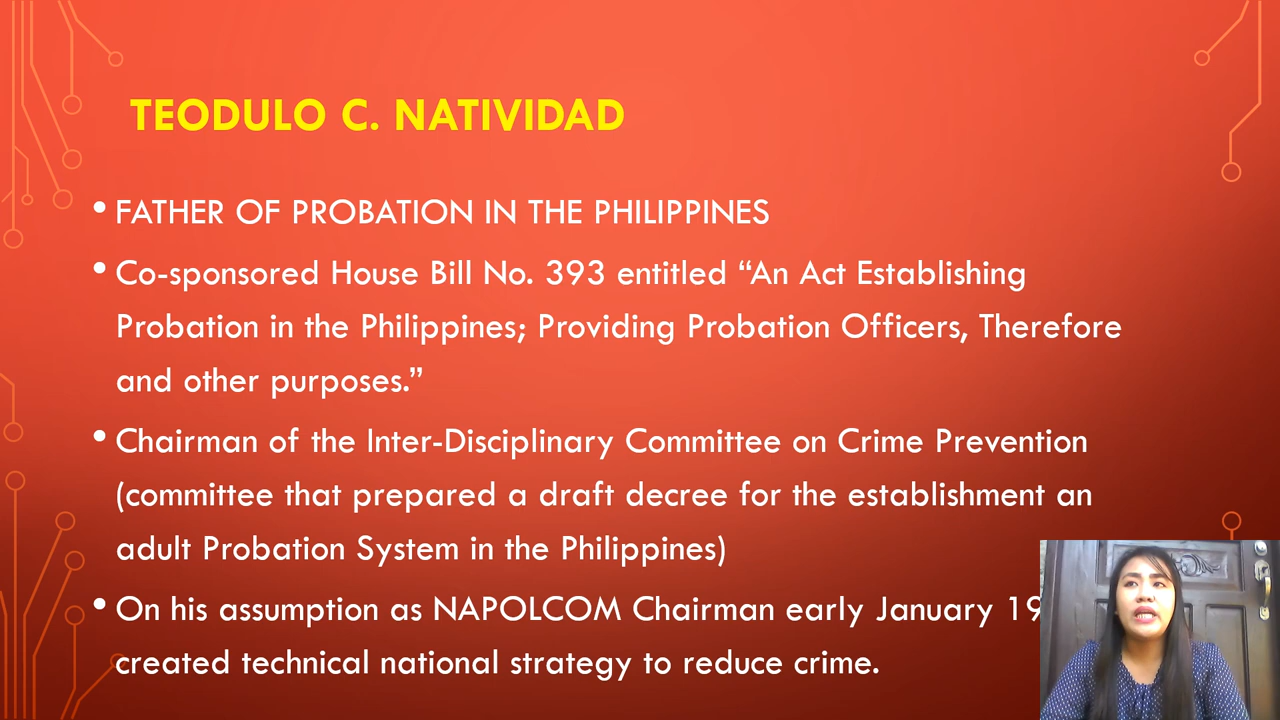 TEODULO C. NATIVIDAD
• FATHER OF PROBATION IN THE PHILIPPINES
• Co-sponsored House Bill No. 393 entitled “An Act Establishing
Probation in the Philippines; Providing Probation Officers, Therefore
and other purposes.”
• Chairman of the Inter-Disciplinary Committee on Crime Prevention
(committee that prepared a draft decree for the establishment an
adult Probation System in the Philippines)
• On his assumption as NAPOLCOM Chairman early January
created technical national strategy to reduce crime.